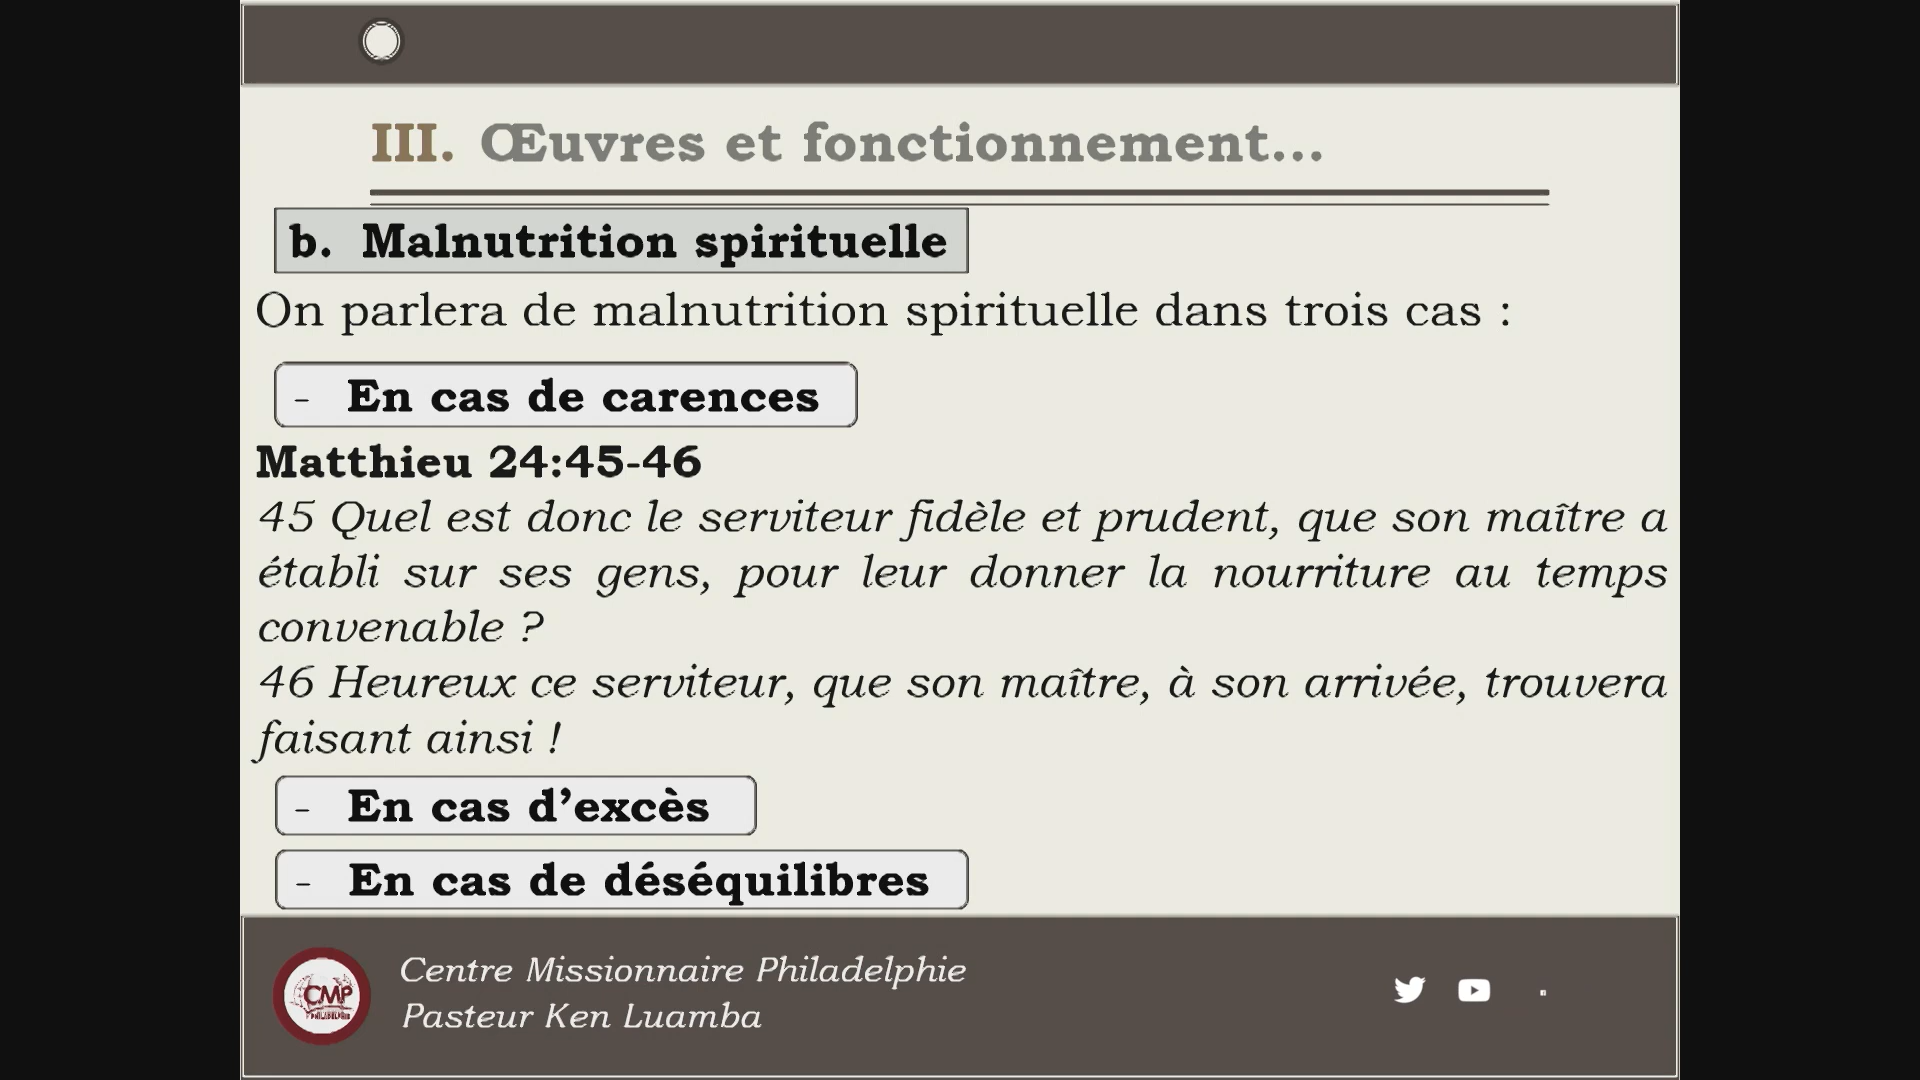 III. Œuvres et fonctionnement...
b. Malnutrition spirituelle
On parlera de malnutrition spirituelle dans trois cas :
- En cas de carences
Matthieu 24:45-46
45 Quel est donc le serviteur fidèle et prudent, que son maître a
établi sur ses gens, pour leur donner la nourriture au temps
convenable ?
46 Heureux ce serviteur, que son maître, à son arrivée, trouvera
faisant ainsi !
- En cas d’excès
- En cas de déséquilibres
CMP
PHILADELPHIE
Centre Missionnaire Philadelphie
Pasteur Ken Luamba